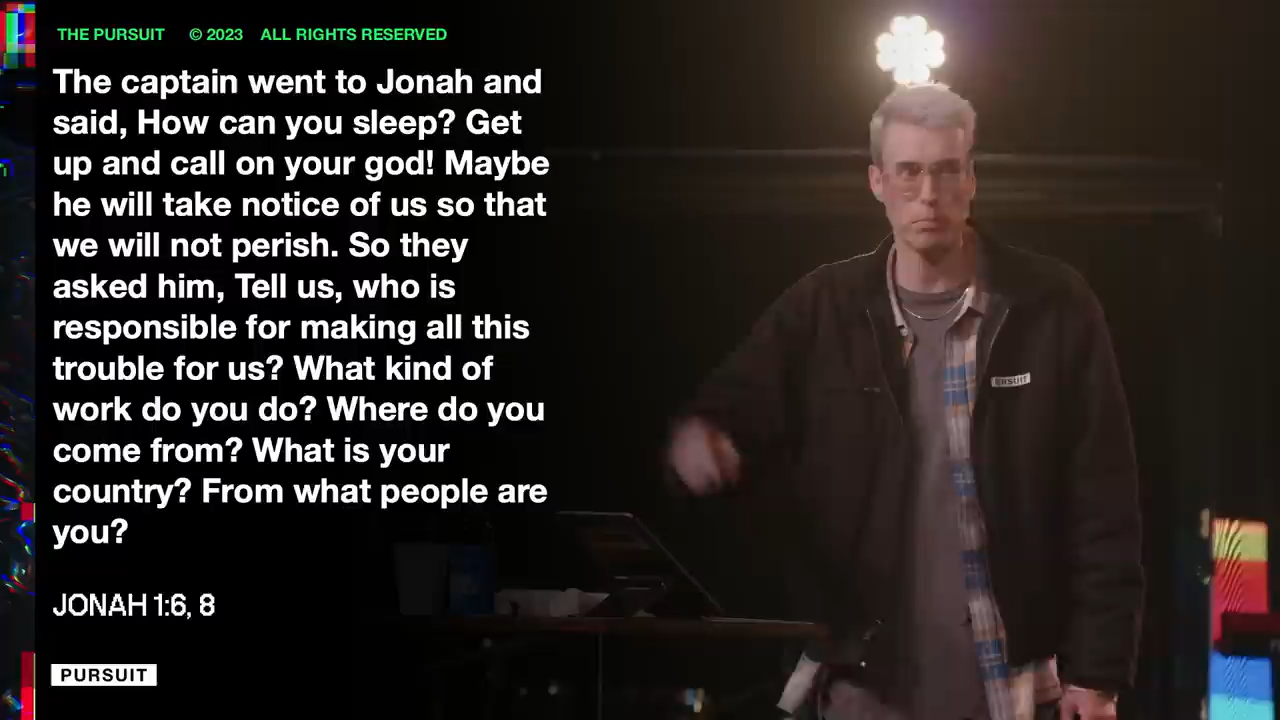 THE PURSUIT © 2023 ALL RIGHTS RESERVED
The captain went to Jonah and
said, How can you sleep? Get
up and call on your god! Maybe
he will take notice of us so that
we will not perish. So they
asked him, Tell us, who is
responsible for making all this
trouble for us? What kind of
work do you do? Where do you
come from? What is your
country? From what people are
you?
JONAH 1:6, 8
PURSUIT
PURSUIT